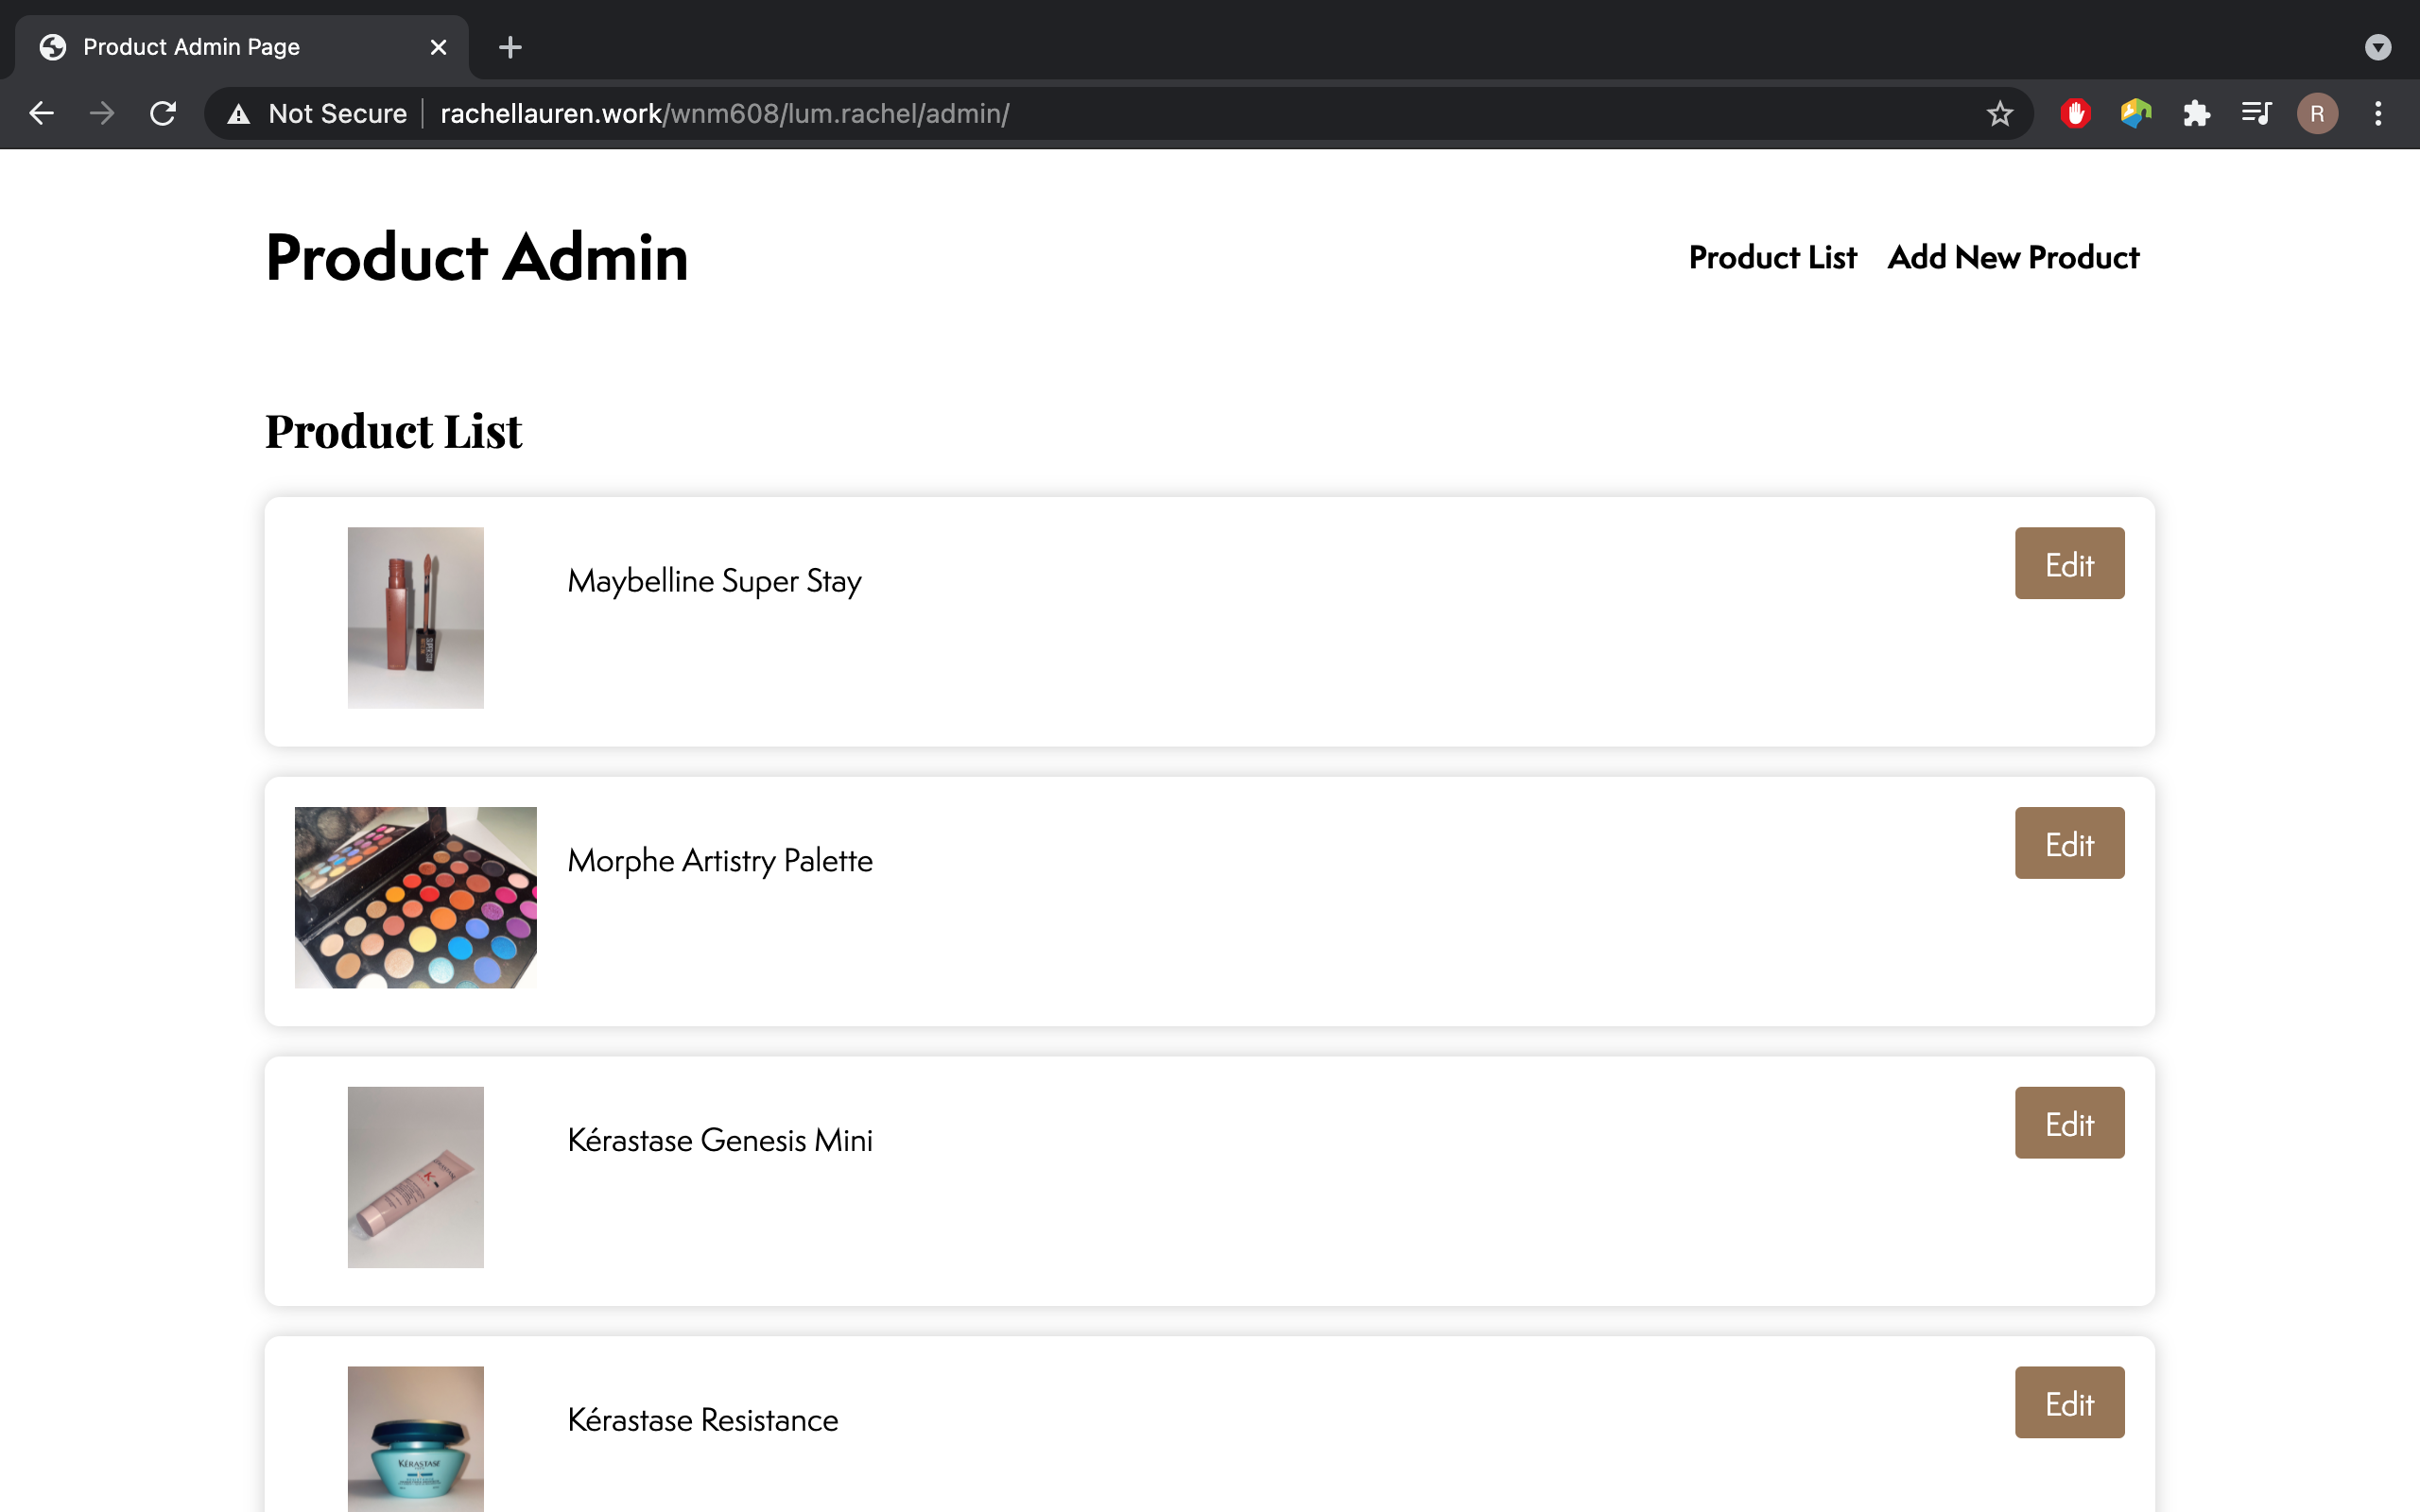 Product Admin Page
Not Secure rachellauren.work/wnm608/lum.rachel/admin/
R
Product Admin
Product List Add New Product
Product List
Maybelline Super Stay
Edit
Morphe Artistry Palette
Edit
Kérastase Genesis Mini
Edit
Kérastase Resistance
Edit
KÉRASTASE